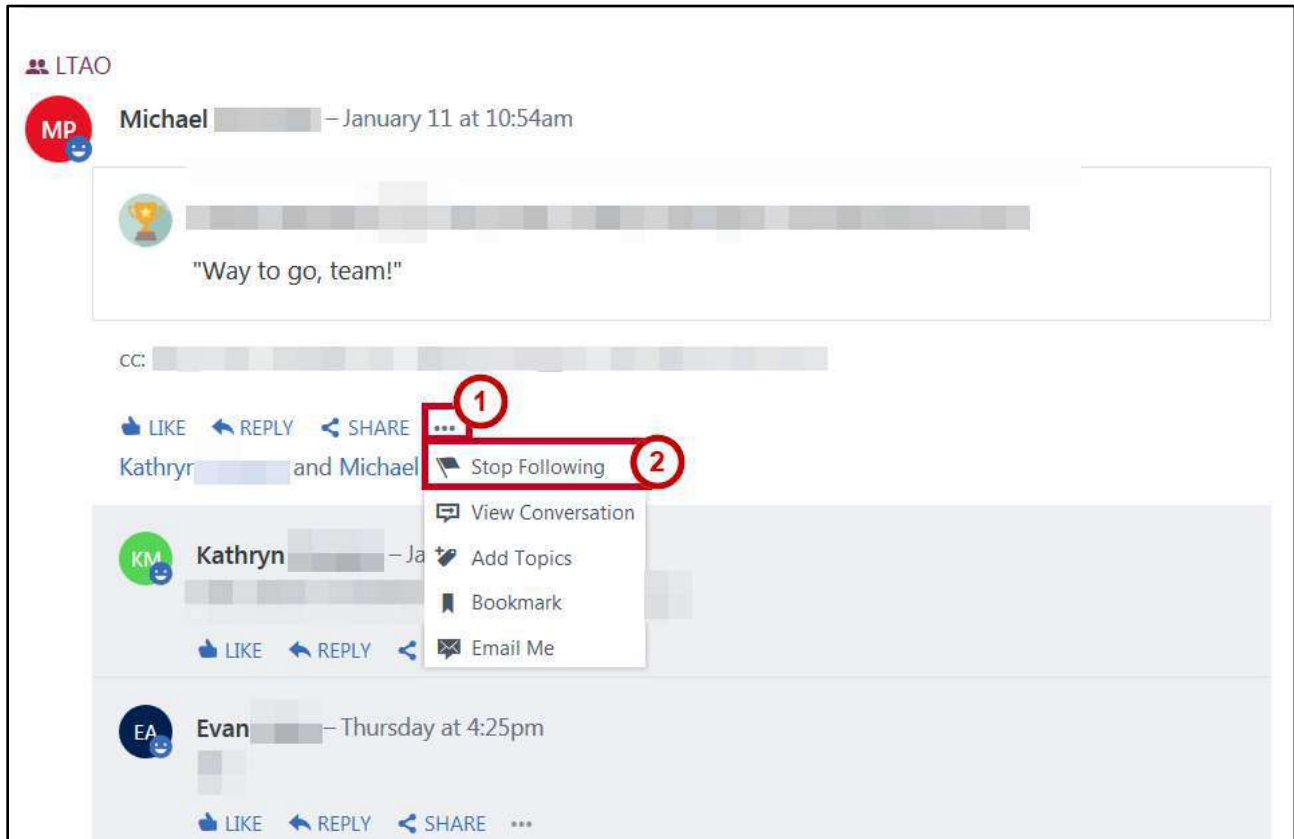 LTAO
MP Michael – January 11 at 10:54am
"Way to go, team!"
cc:
LIKE REPLY SHARE ••• 1
Kathryn and Michael
Stop Following 2
View Conversation
Add Topics
Bookmark
Email Me
KM Kathryn – Ja
LIKE REPLY
EA Evan – Thursday at 4:25pm
LIKE REPLY SHARE •••